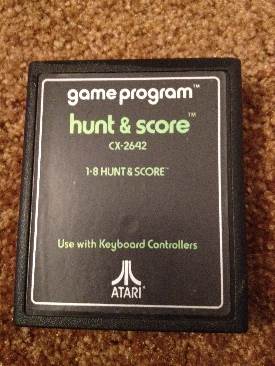 game program™
hunt & score™
CX-2642
1-8 HUNT & SCORE™
Use with Keyboard Controllers
ATARI®